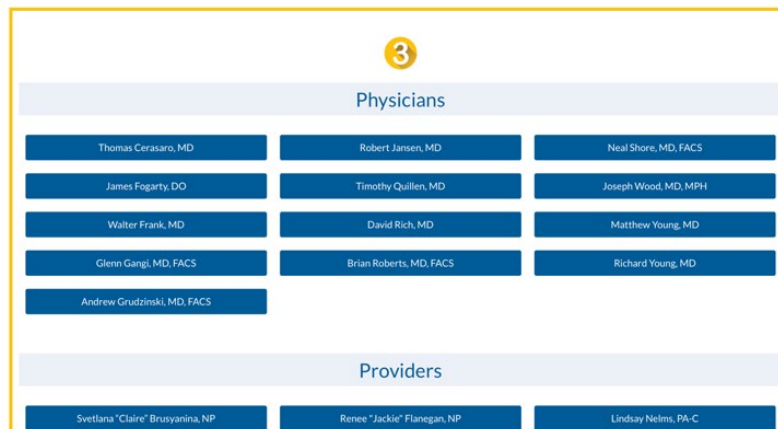 3
Physicians
Thomas Cerasaro, MD
Robert Jansen, MD
Neal Shore, MD, FACS
James Fogarty, DO
Timothy Quillen, MD
Joseph Wood, MD, MPH
Walter Frank, MD
David Rich, MD
Matthew Young, MD
Glenn Gangi, MD, FACS
Brian Roberts, MD, FACS
Richard Young, MD
Andrew Grudzinski, MD, FACS
Providers
Svetlana "Claire" Brusyanina, NP
Renee "Jackie" Flanegan, NP
Lindsay Nelms, PA-C